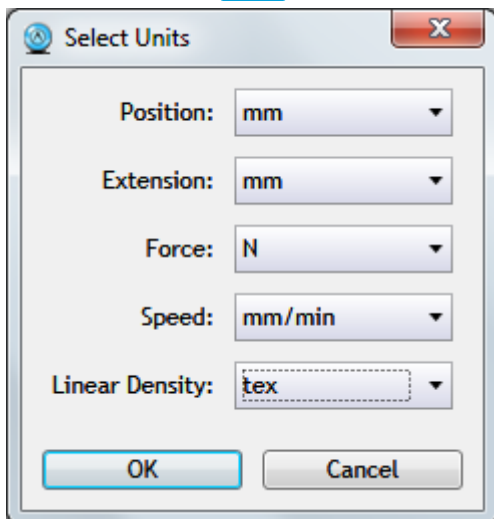 Select Units
Position: mm
Extension: mm
Force: N
Speed: mm/min
Linear Density: tex
OK Cancel